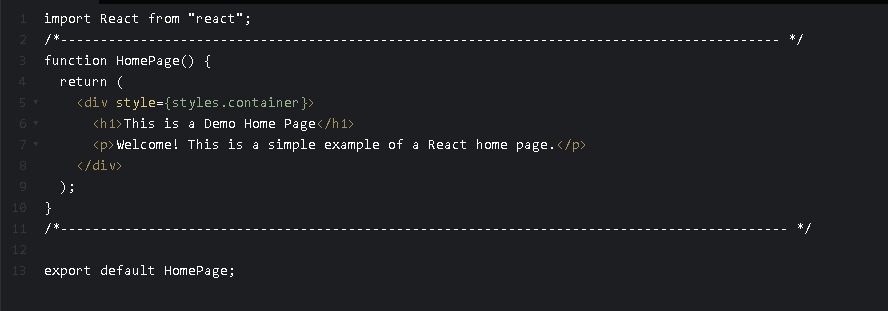 1 import React from "react";
2 /*------------------------------------------------------------------------------------------ */
3 function HomePage() {
4   return (
5     <div style={styles.container}>
6       <h1>This is a Demo Home Page</h1>
7       <p>Welcome! This is a simple example of a React home page.</p>
8     </div>
9   );
10 }
11 /*------------------------------------------------------------------------------------------- */
12
13 export default HomePage;